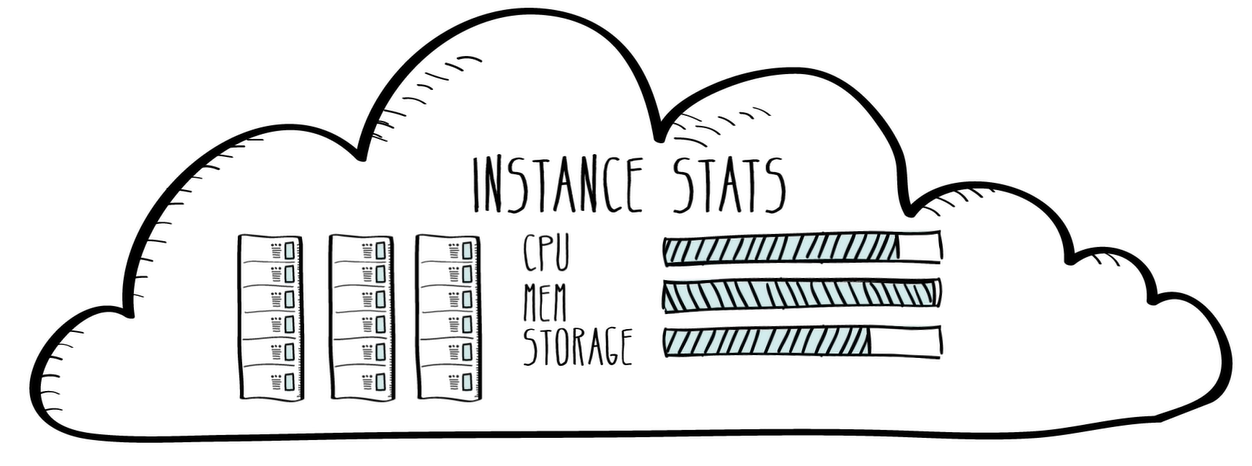 INSTANCE STATS
CPU
MEM
STORAGE